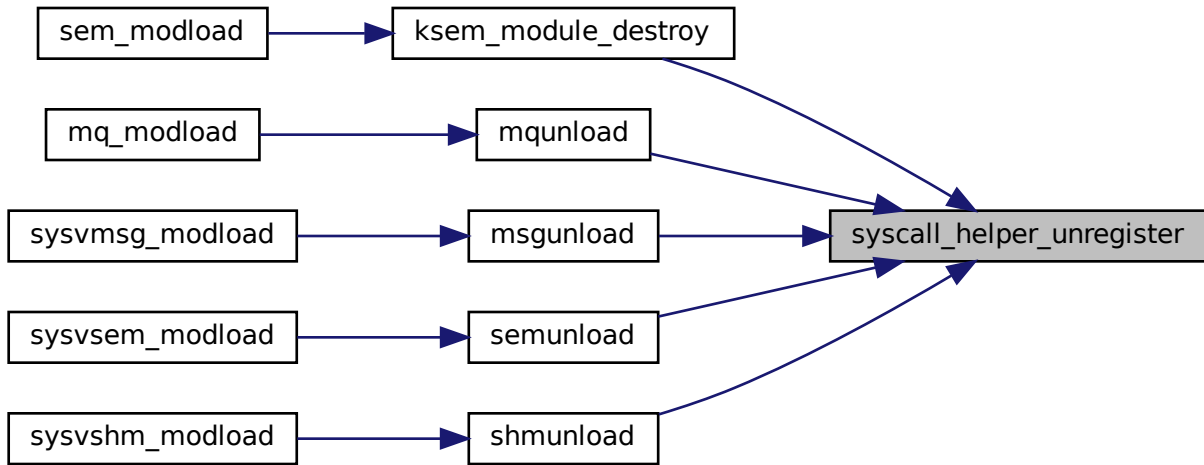 sem_modload
ksem_module_destroy
mq_modload
mqunload
sysvmsg_modload
msgunload
syscall_helper_unregister
sysvsem_modload
semunload
sysvshm_modload
shmunload